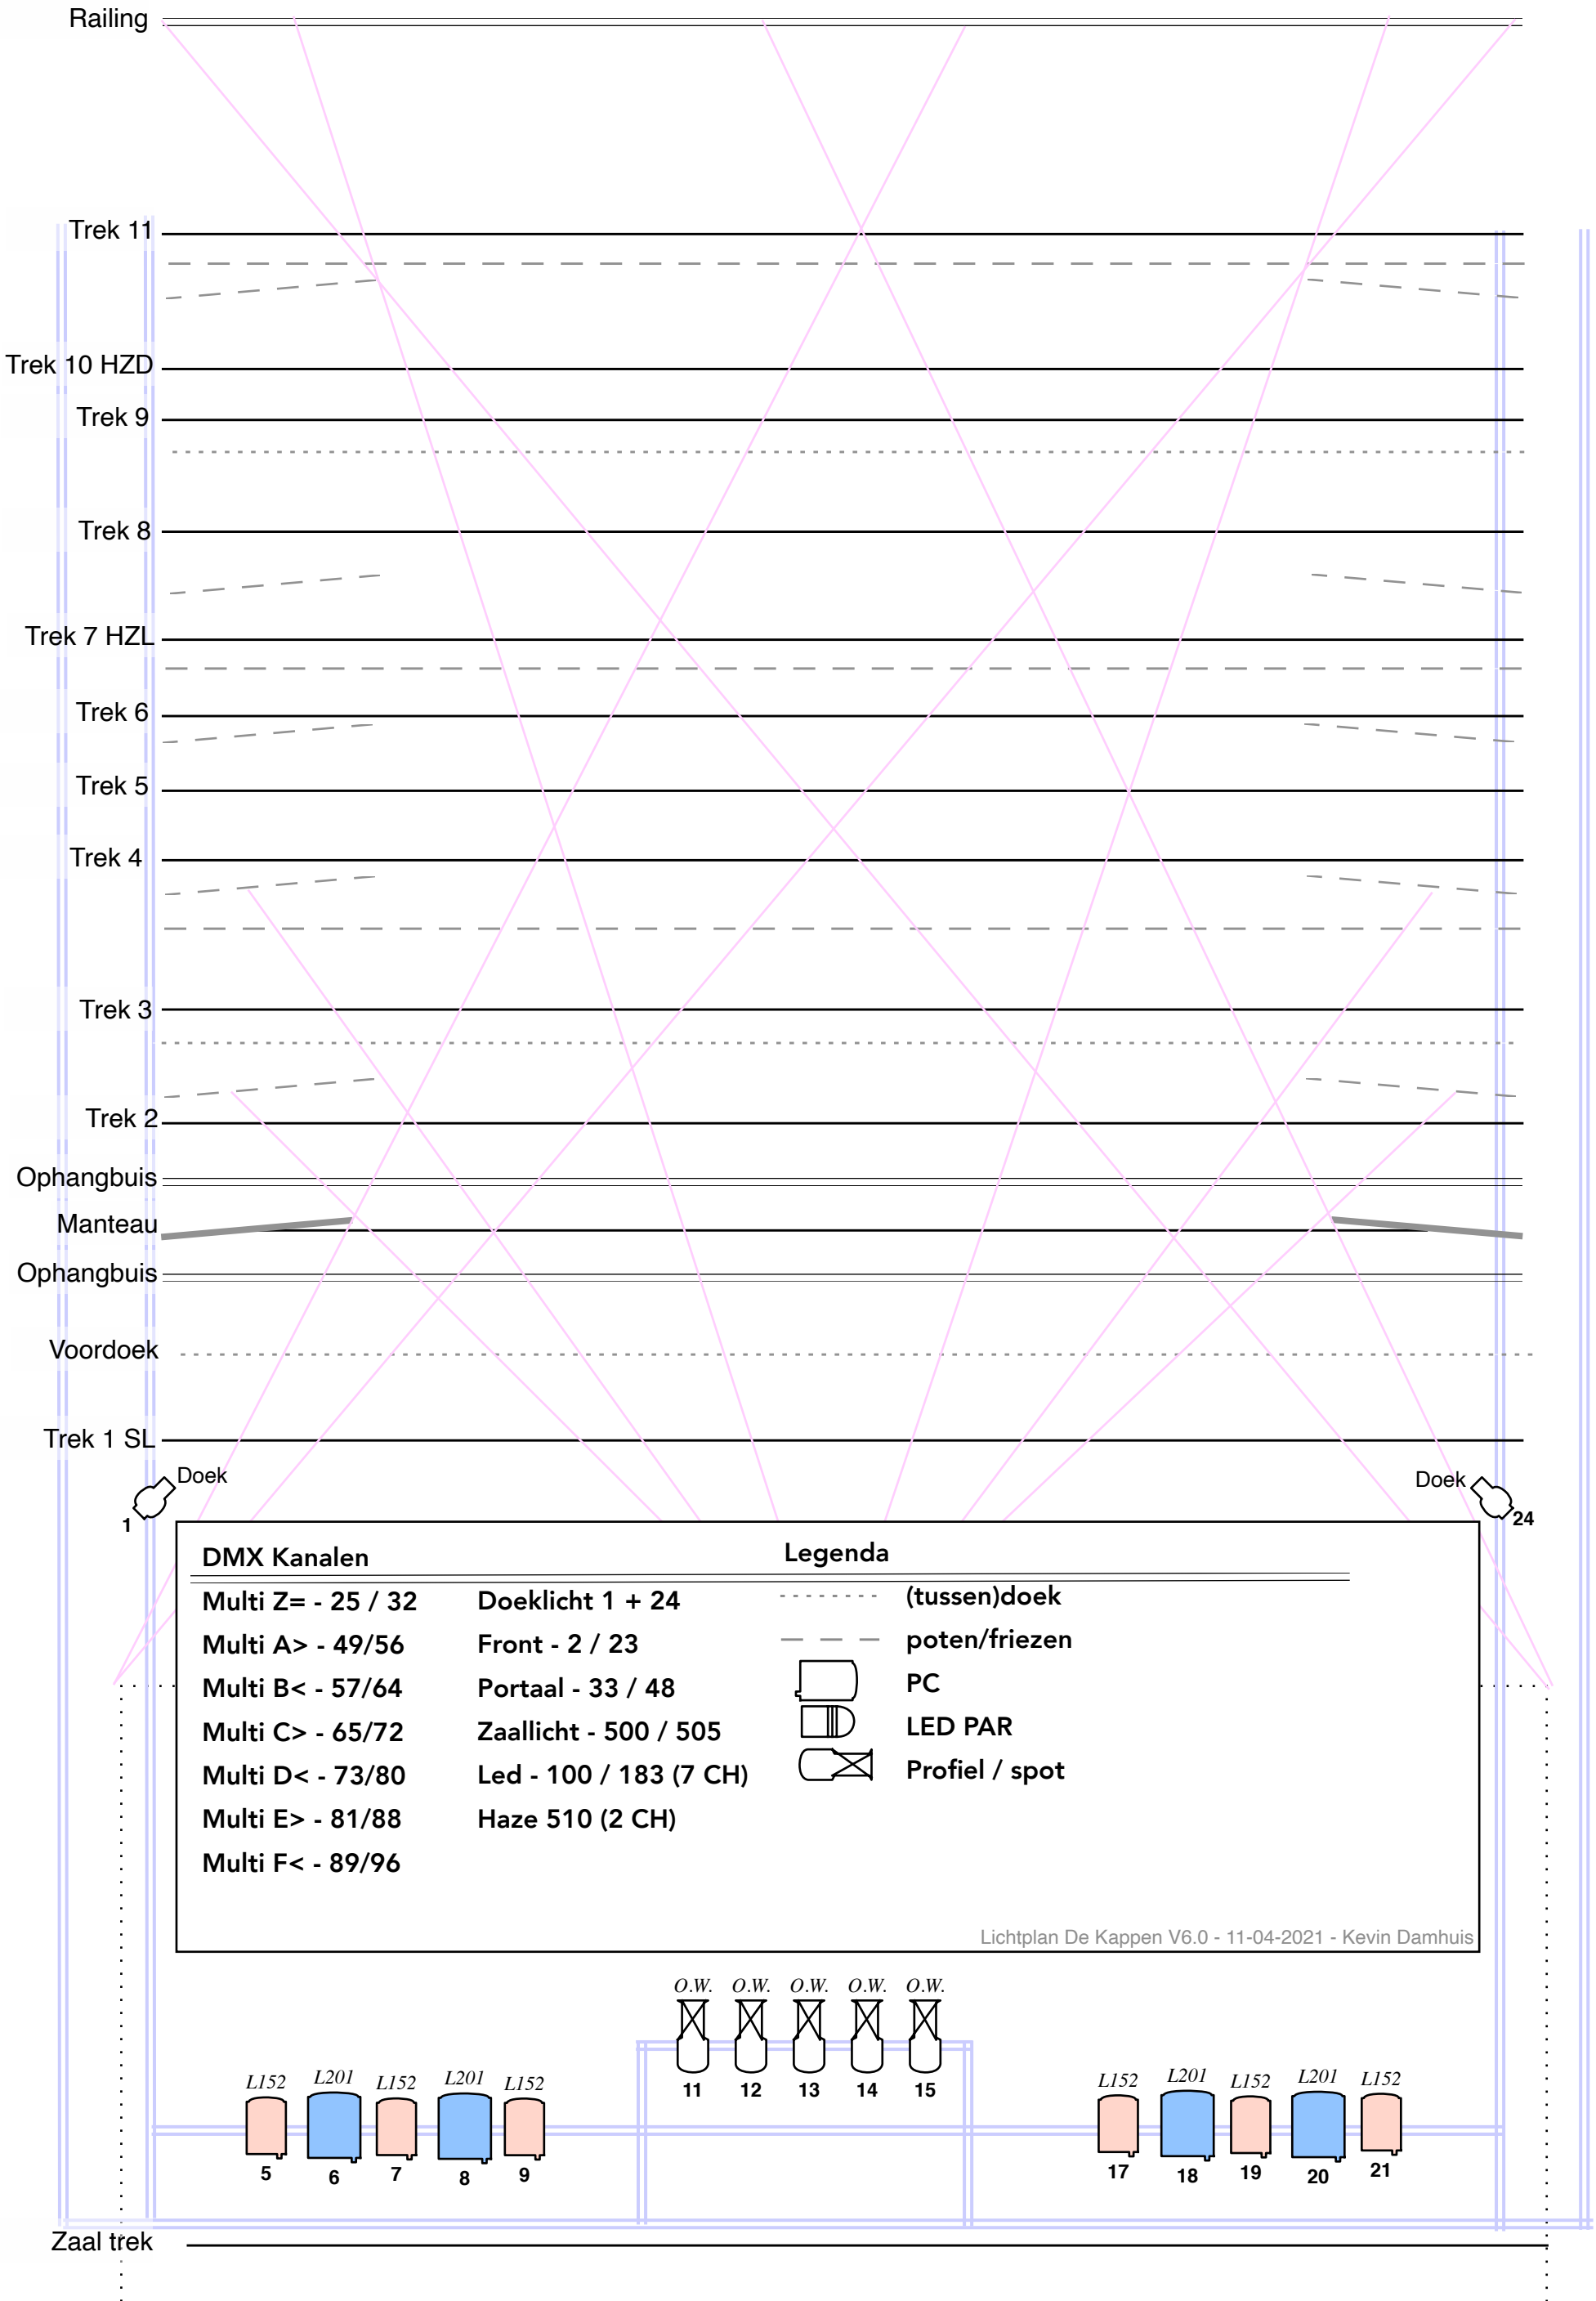 Railing
Trek 11
Trek 10 HZD
Trek 9
Trek 8
Trek 7 HZL
Trek 6
Trek 5
Trek 4
Trek 3
Trek 2
Ophangbuis
Manteau
Ophangbuis
Voordoek
Trek 1 SL
Doek
1
Doek
24
DMX Kanalen
Multi Z= - 25 / 32
Multi A> - 49/56
Multi B< - 57/64
Multi C> - 65/72
Multi D< - 73/80
Multi E> - 81/88
Multi F< - 89/96
Doeklicht 1 + 24
Front - 2 / 23
Portaal - 33 / 48
Zaallicht - 500 / 505
Led - 100 / 183 (7 CH)
Haze 510 (2 CH)
Legenda
(tussen)doek
poten/friezen
PC
LED PAR
Profiel / spot
Lichtplan De Kappen V6.0 - 11-04-2021 - Kevin Damhuis
O.W. O.W. O.W. O.W. O.W.
11 12 13 14 15
L152 L201 L152 L201 L152
5 6 7 8 9
L152 L201 L152 L201 L152
17 18 19 20 21
Zaal trek